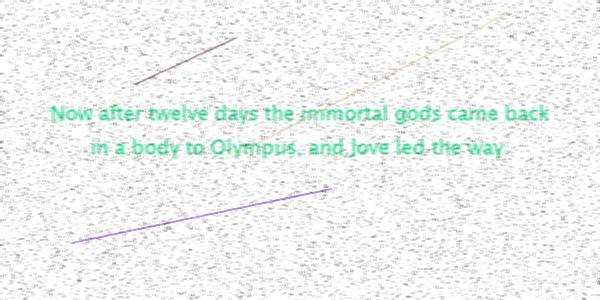 Now after twelve days the immortal gods came back
in a body to Olympus, and Jove led the way.